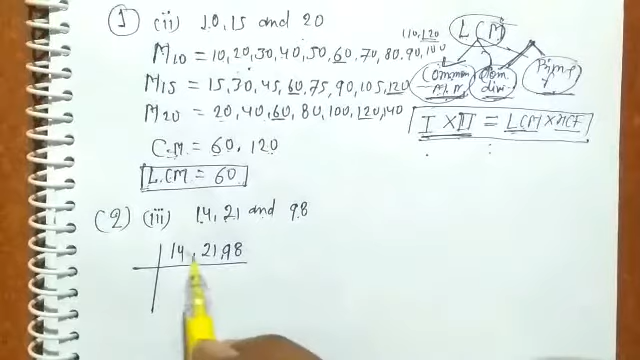 ① (ii) 10,15 and 20
M10 = 10,20,30,40,50,60,70,80,90,100
110,120
M15 = 15,30,45,60,75,90,105,120
M20 = 20,40,60,80,100,120,140
C.M. = 60, 120
L.CM = 60
LCM
Common
Com. divi.
Prime
I × II = LCM × HCF
(2) (iii) 14, 21 and 98
14, 21, 98